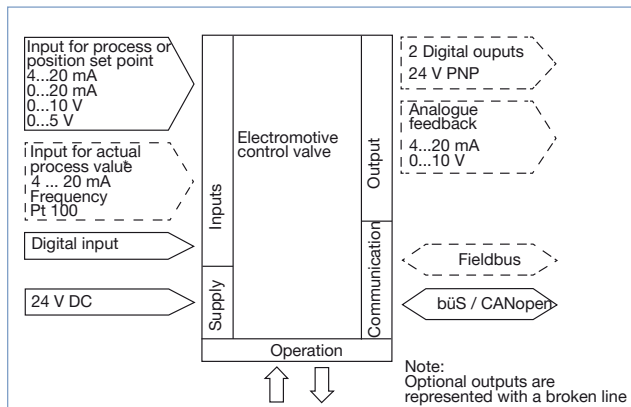 Input for process or
position set point
4...20 mA
0...20 mA
0...10 V
0...5 V
Input for actual
process value
4 ... 20 mA
Frequency
Pt 100
Digital input
24 V DC
Inputs
Supply
Electromotive
control valve
Output
Communication
Operation
2 Digital ouputs
24 V PNP
Analogue
feedback
4...20 mA
0...10 V
Fieldbus
büS / CANopen
Note:
Optional outputs are
represented with a broken line